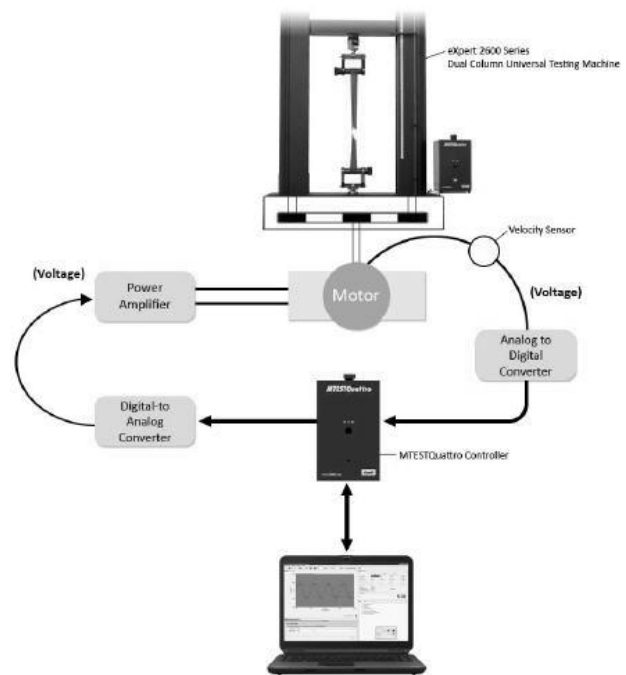 eXpert 2600 Series
Dual Column Universal Testing Machine
Velocity Sensor
(Voltage)
Power
Amplifier
Motor
(Voltage)
Analog to
Digital
Converter
Digital-to
Analog
Converter
MTESTQuattro
MTESTQuattro Controller